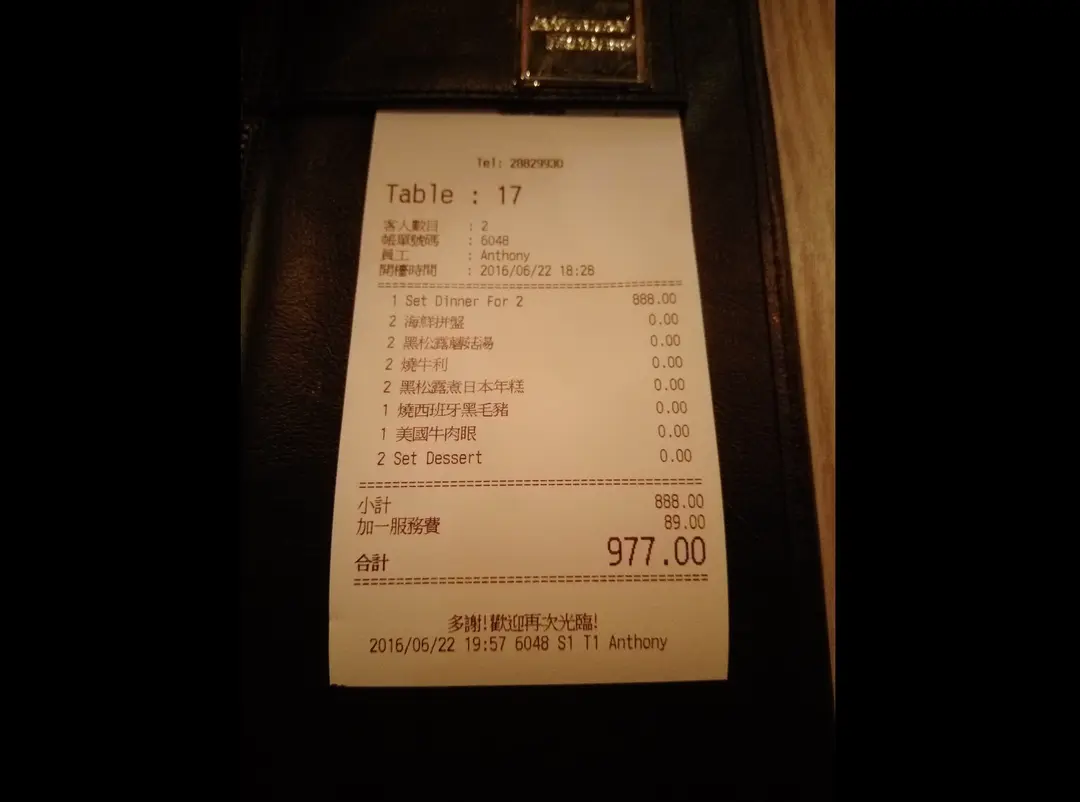 Tel: 28829930
Table : 17
客人數目 : 2
帳單號碼 : 6048
員工 : Anthony
開檯時間 : 2016/06/22 18:28
1 Set Dinner For 2 888.00
2 海鮮拼盤 0.00
2 黑松露蘑菇湯 0.00
2 燒牛利 0.00
2 黑松露煮日本年糕 0.00
1 燒西班牙黑毛豬 0.00
1 美國牛肉眼 0.00
2 Set Dessert 0.00
小計 888.00
加一服務費 89.00
合計 977.00
多謝!歡迎再次光臨!
2016/06/22 19:57 6048 S1 T1 Anthony